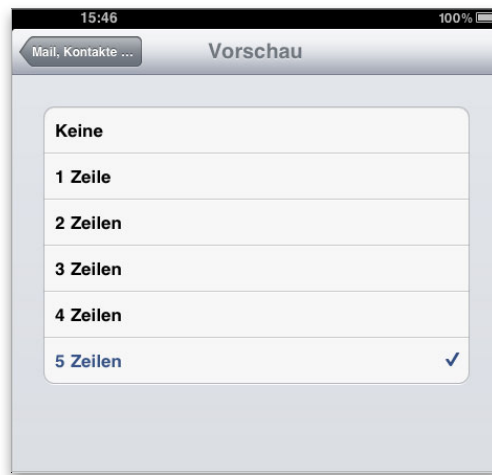 15:46 100%
Mail, Kontakte ... Vorschau
Keine
1 Zeile
2 Zeilen
3 Zeilen
4 Zeilen
5 Zeilen